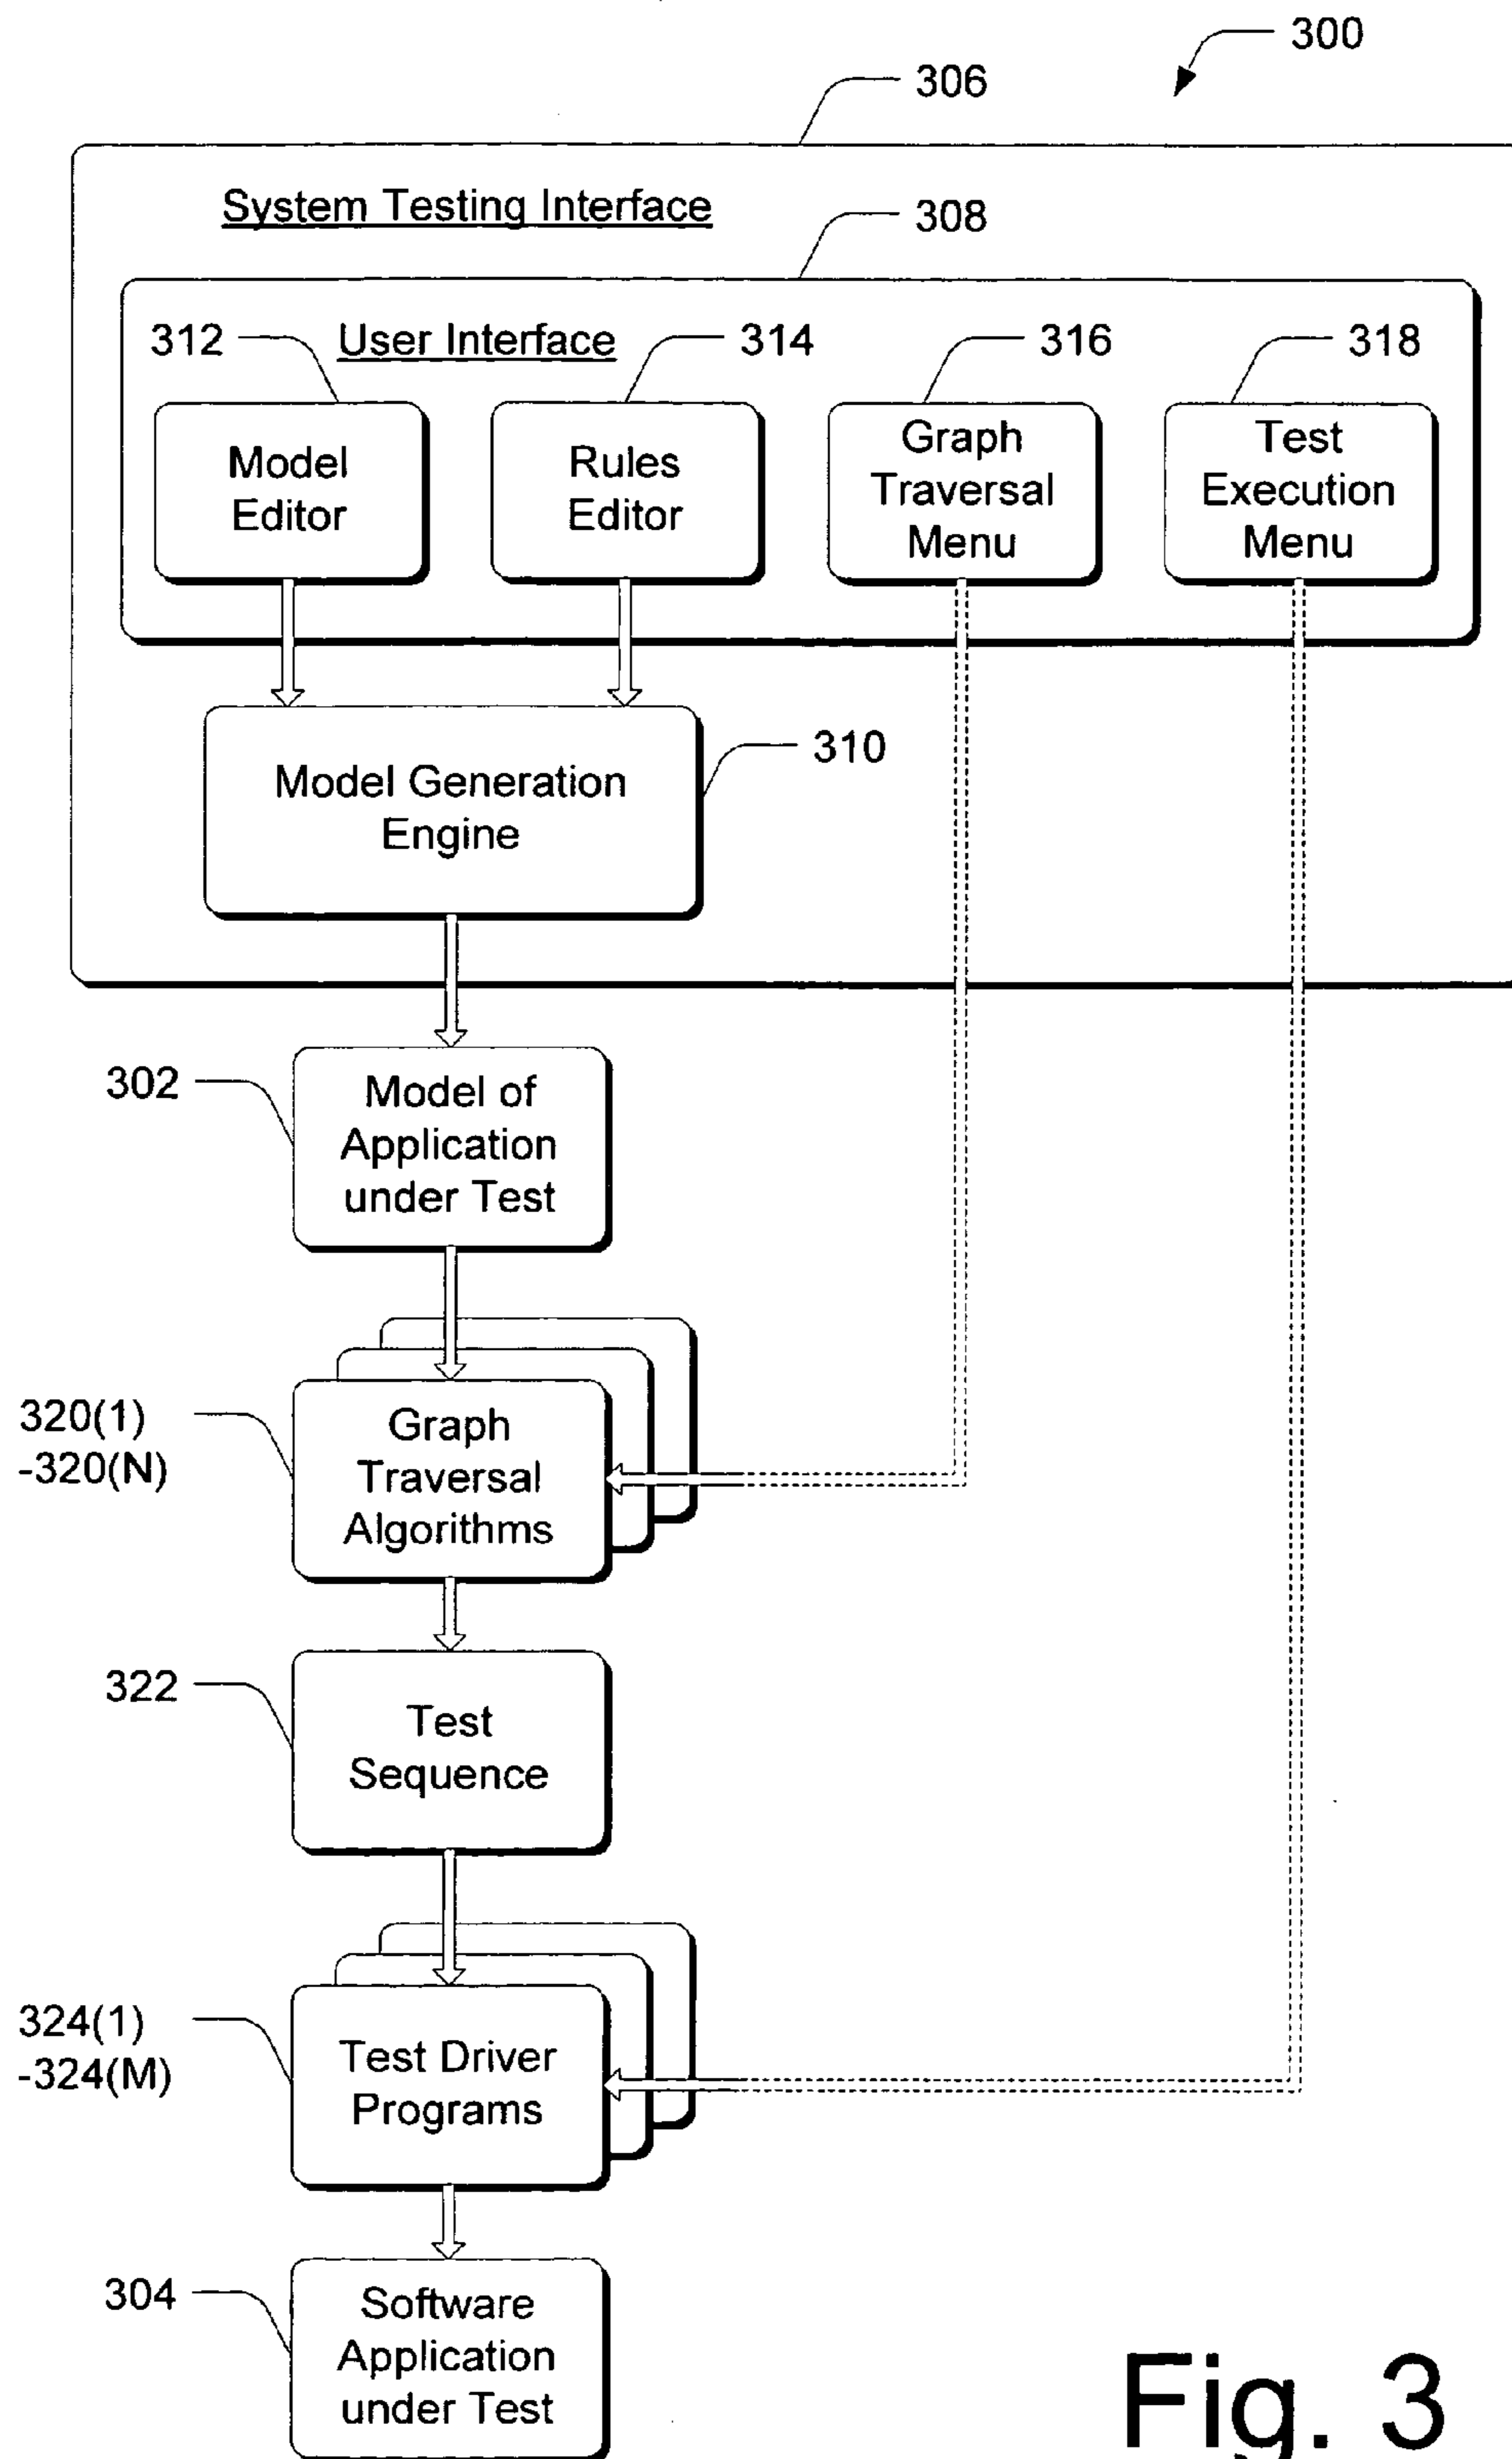 300
306
System Testing Interface
308
312
User Interface
314
316
318
Model
Editor
Rules
Editor
Graph
Traversal
Menu
Test
Execution
Menu
Model Generation
Engine
310
302
Model of
Application
under Test
320(1)
-320(N)
Graph
Traversal
Algorithms
322
Test
Sequence
324(1)
-324(M)
Test Driver
Programs
304
Software
Application
under Test
Fig. 3